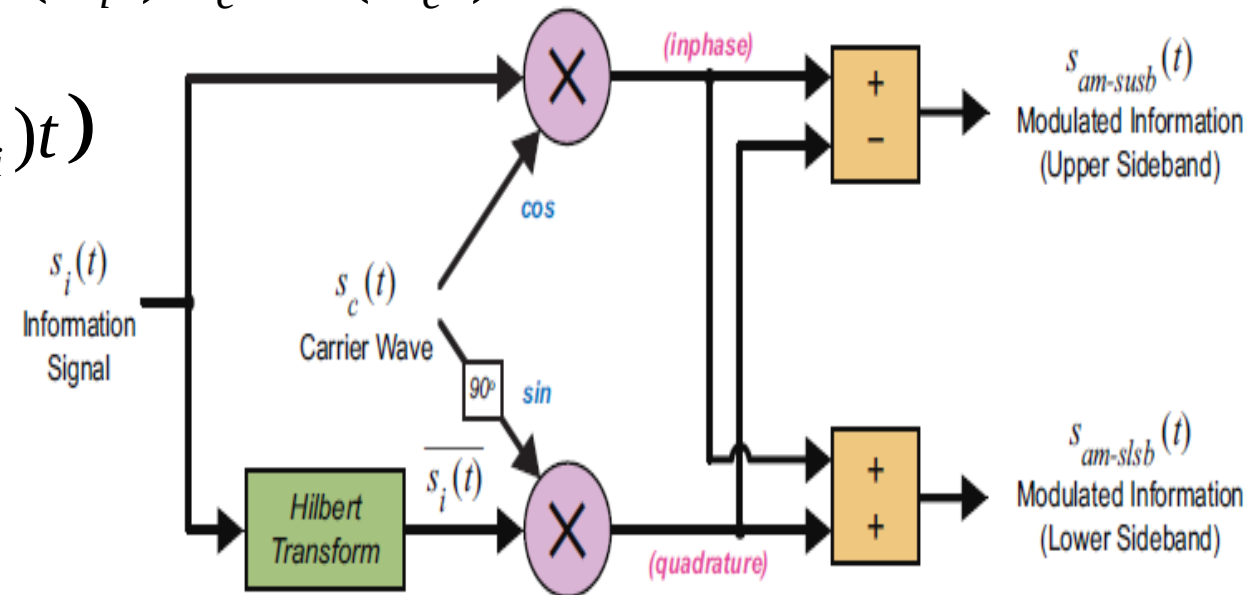 i )t )
(inphase)
+
−
s_am-susb(t)
Modulated Information
(Upper Sideband)
X
cos
s_i(t)
Information
Signal
s_c(t)
Carrier Wave
90º
sin
s_i(t)
Hilbert
Transform
X
(quadrature)
+
+
s_am-slsb(t)
Modulated Information
(Lower Sideband)